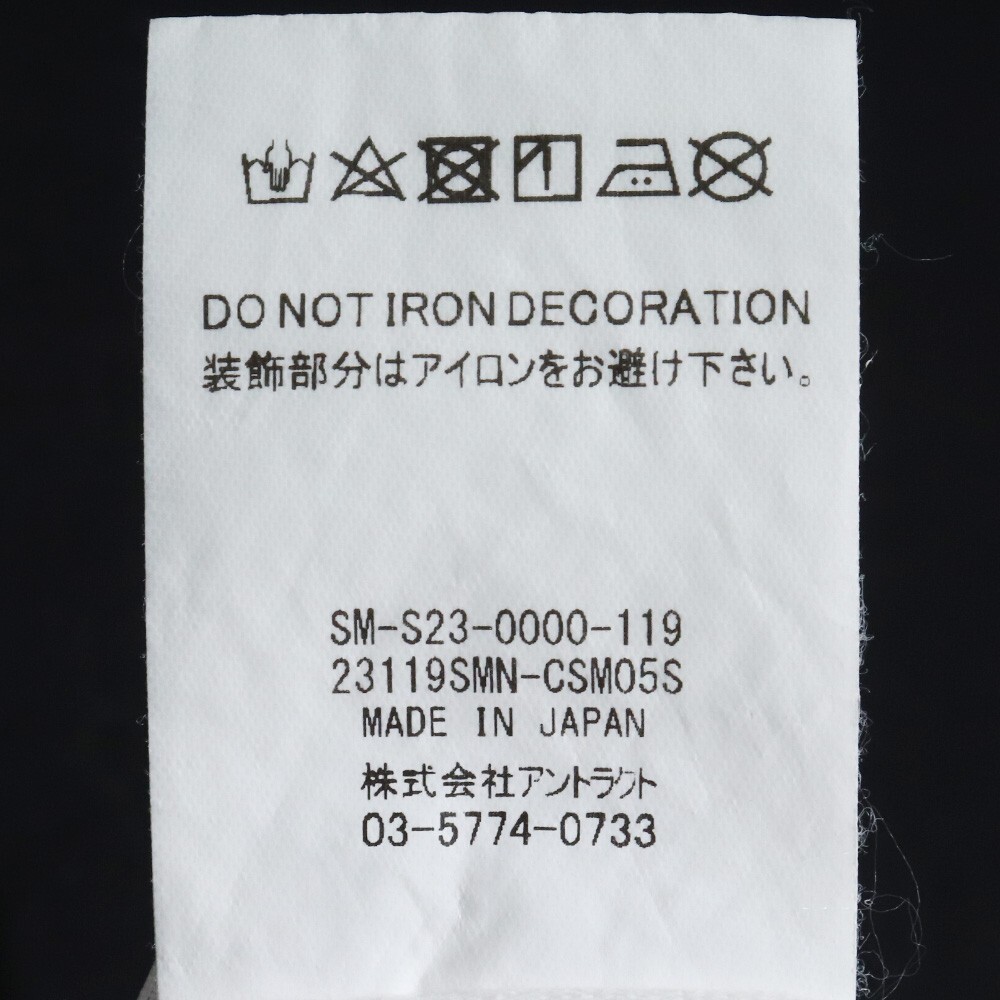 DO NOT IRON DECORATION
装飾部分はアイロンをお避け下さい。
SM-S23-0000-119
23119SMN-CSM05S
MADE IN JAPAN
株式会社アントラクト
03-5774-0733